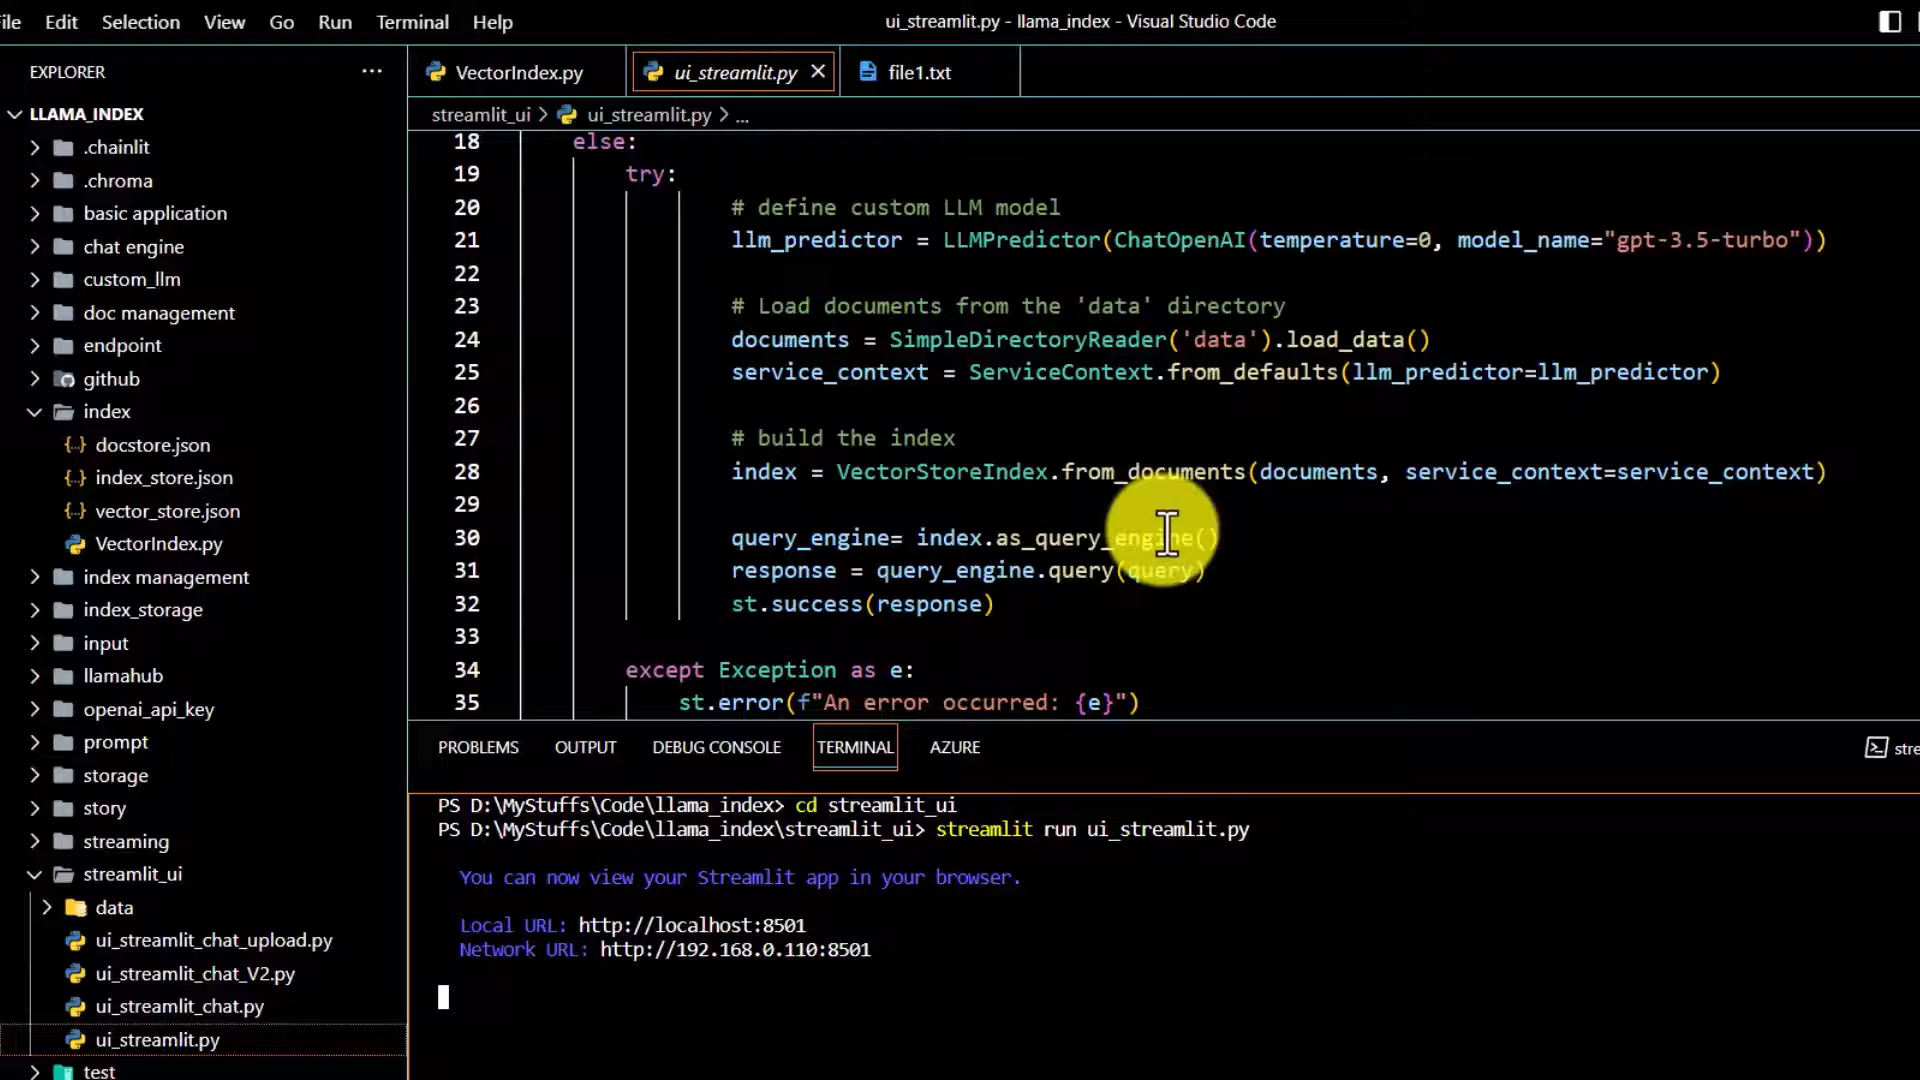 ile Edit Selection View Go Run Terminal Help
ui_streamlit.py - llama_index - Visual Studio Code
EXPLORER
LLAMA_INDEX
.chainlit
.chroma
basic application
chat engine
custom_llm
doc management
endpoint
github
index
docstore.json
index_store.json
vector_store.json
VectorIndex.py
index management
index_storage
input
llamahub
openai_api_key
prompt
storage
story
streaming
streamlit_ui
data
ui_streamlit_chat_upload.py
ui_streamlit_chat_V2.py
ui_streamlit_chat.py
ui_streamlit.py
test
VectorIndex.py ui_streamlit.py file1.txt
streamlit_ui > ui_streamlit.py > ...
18 else:
19 try:
20 # define custom LLM model
21 llm_predictor = LLMPredictor(ChatOpenAI(temperature=0, model_name="gpt-3.5-turbo"))
22
23 # Load documents from the 'data' directory
24 documents = SimpleDirectoryReader('data').load_data()
25 service_context = ServiceContext.from_defaults(llm_predictor=llm_predictor)
26
27 # build the index
28 index = VectorStoreIndex.from_documents(documents, service_context=service_context)
29
30 query_engine= index.as_query_engine()
31 response = query_engine.query(query)
32 st.success(response)
33
34 except Exception as e:
35 st.error(f"An error occurred: {e}")
PROBLEMS OUTPUT DEBUG CONSOLE TERMINAL AZURE
stre
PS D:\MyStuffs\Code\llama_index> cd streamlit_ui
PS D:\MyStuffs\Code\llama_index\streamlit_ui> streamlit run ui_streamlit.py
You can now view your Streamlit app in your browser.
Local URL: http://localhost:8501
Network URL: http://192.168.0.110:8501